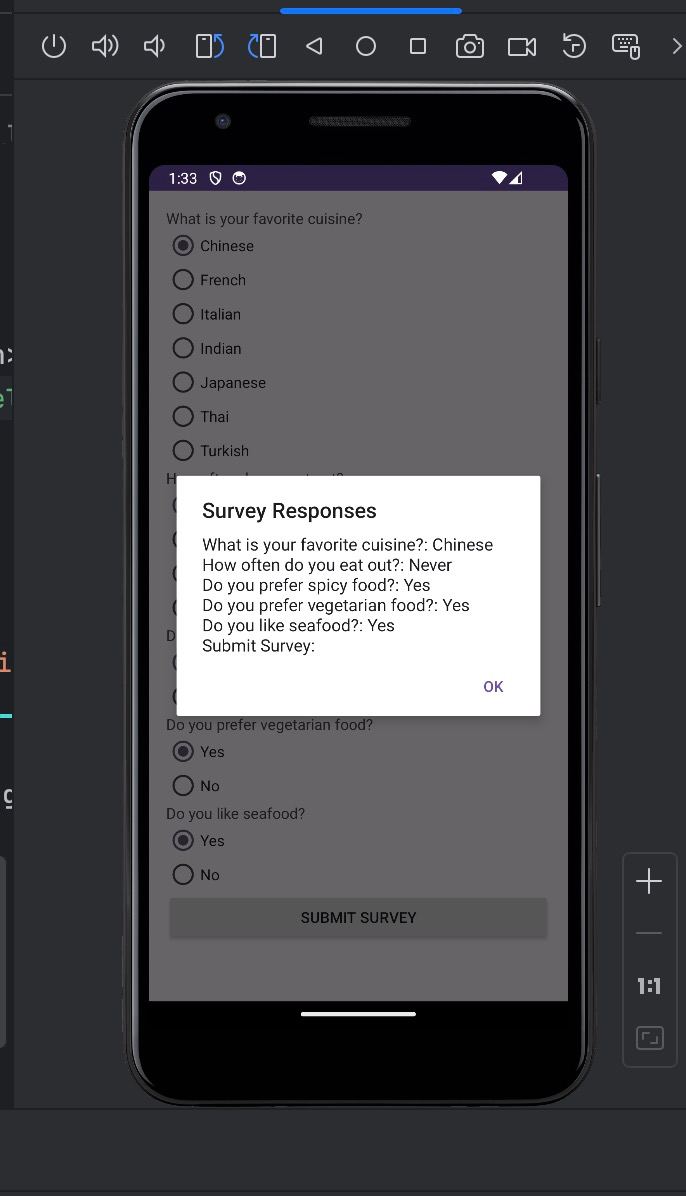 1:33
What is your favorite cuisine?
Chinese
French
Italian
Indian
Japanese
Thai
Turkish
Survey Responses
What is your favorite cuisine?: Chinese
How often do you eat out?: Never
Do you prefer spicy food?: Yes
Do you prefer vegetarian food?: Yes
Do you like seafood?: Yes
Submit Survey:
OK
Do you prefer vegetarian food?
Yes
No
Do you like seafood?
Yes
No
SUBMIT SURVEY
1:1